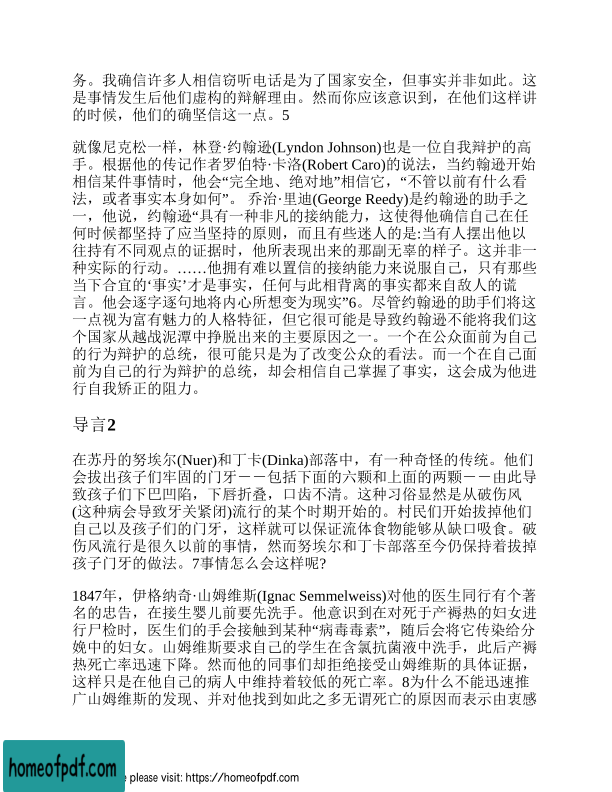 务。我确信许多人相信窃听电话是为了国家安全，但事实并非如此。这
是事情发生后他们虚构的辩解理由。然而你应该意识到，在他们这样讲
的时候，他们的确坚信这一点。5
就像尼克松一样，林登·约翰逊(Lyndon Johnson)也是一位自我辩护的高
手。根据他的传记作者罗伯特·卡洛(Robert Caro)的说法，当约翰逊开始
相信某件事情时，他会“完全地、绝对地”相信它，“不管以前有什么看
法，或者事实本身如何”。 乔治·里迪(George Reedy)是约翰逊的助手之
一，他说，约翰逊“具有一种非凡的接纳能力，这使得他确信自己在任
何时候都坚持了应当坚持的原则，而且有些迷人的是:当有人摆出他以
往持有不同观点的证据时，他所表现出来的那副无辜的样子。这并非一
种实际的行动。……他拥有难以置信的接纳能力来说服自己，只有那些
当下合宜的‘事实’才是事实，任何与此相背离的事实都来自敌人的谎
言。他会逐字逐句地将内心所想变为现实”6。尽管约翰逊的助手们将这
一点视为富有魅力的人格特征，但它很可能是导致约翰逊不能将我们这
个国家从越战泥潭中挣脱出来的主要原因之一。一个在公众面前为自己
的行为辩护的总统，很可能只是为了改变公众的看法。而一个在自己面
前为自己的行为辩护的总统，却会相信自己掌握了事实，这会成为他进
行自我矫正的阻力。
导言2
在苏丹的努埃尔(Nuer)和丁卡(Dinka)部落中，有一种奇怪的传统。他们
会拔出孩子们牢固的门牙－－包括下面的六颗和上面的两颗－－由此导
致孩子们下巴凹陷，下唇折叠，口齿不清。这种习俗显然是从破伤风
(这种病会导致牙关紧闭)流行的某个时期开始的。村民们开始拔掉他们
自己以及孩子们的门牙，这样就可以保证流体食物能够从缺口吸食。破
伤风流行是很久以前的事情，然而努埃尔和丁卡部落至今仍保持着拔掉
孩子门牙的做法。7事情怎么会这样呢?
1847年，伊格纳奇·山姆维斯(Ignac Semmelweiss)对他的医生同行有个著
名的忠告，在接生婴儿前要先洗手。他意识到在对死于产褥热的妇女进
行尸检时，医生们的手会接触到某种“病毒毒素”，随后会将它传染给分
娩中的妇女。山姆维斯要求自己的学生在含氯抗菌液中洗手，此后产褥
热死亡率迅速下降。然而他的同事们却拒绝接受山姆维斯的具体证据，
这样只是在他自己的病人中维持着较低的死亡率。8为什么不能迅速推
广山姆维斯的发现、并对他找到如此之多无谓死亡的原因而表示由衷感
homeofpdf.com
e please visit: https://homeofpdf.com